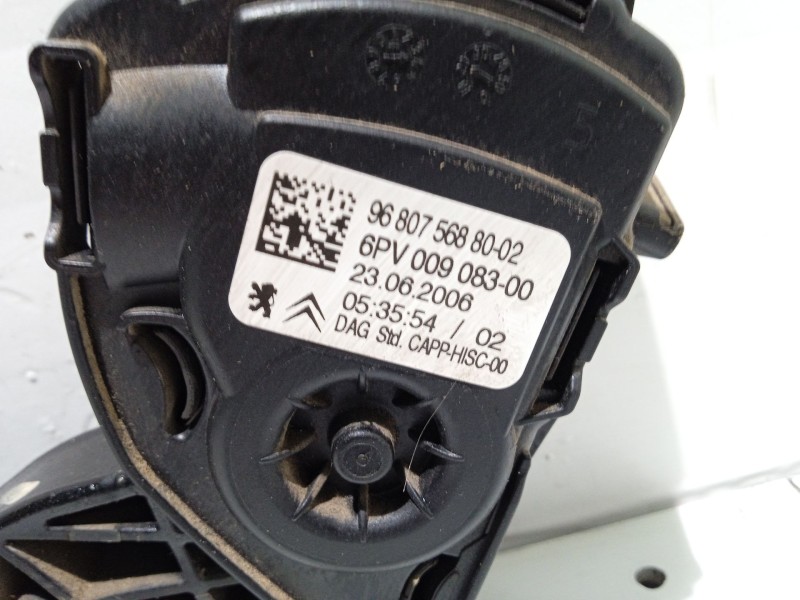 96 807 568 80-02
6PV 009 083-00
23.06.2006
05:35:54 / 02
DAG Std. CAPP-HISC-00